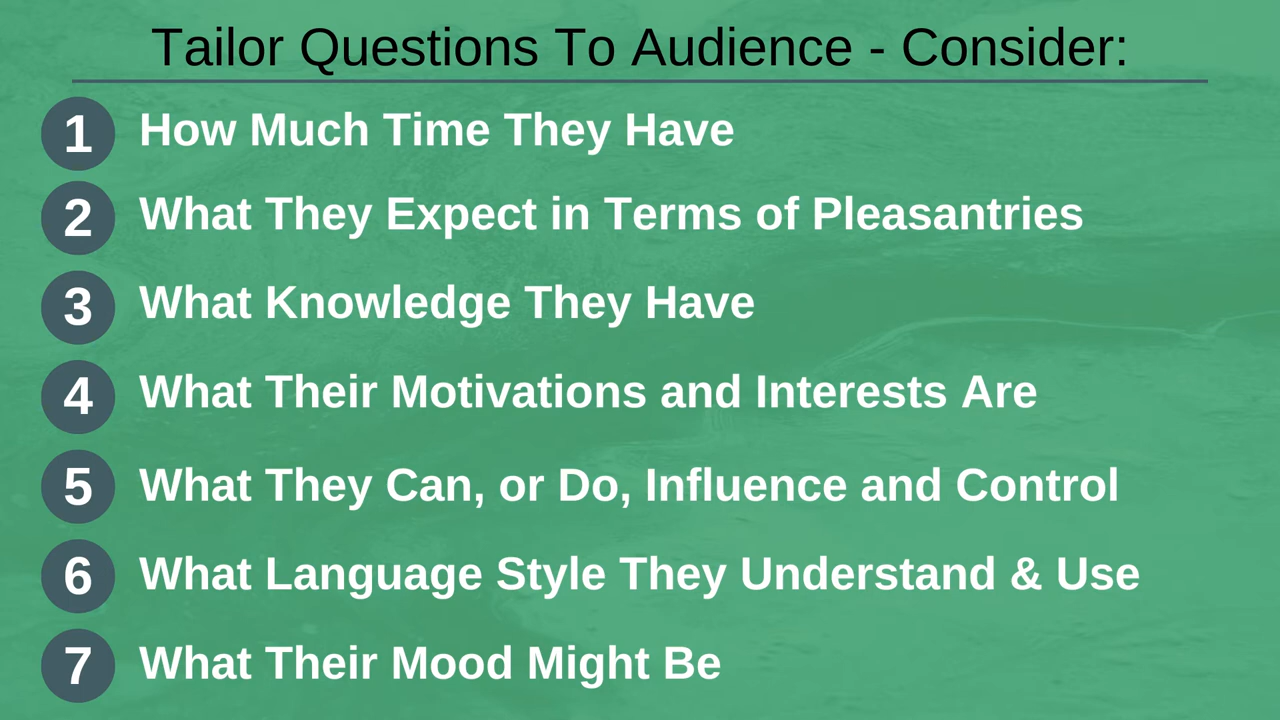 Tailor Questions To Audience - Consider:
1 How Much Time They Have
2 What They Expect in Terms of Pleasantries
3 What Knowledge They Have
4 What Their Motivations and Interests Are
5 What They Can, or Do, Influence and Control
6 What Language Style They Understand & Use
7 What Their Mood Might Be